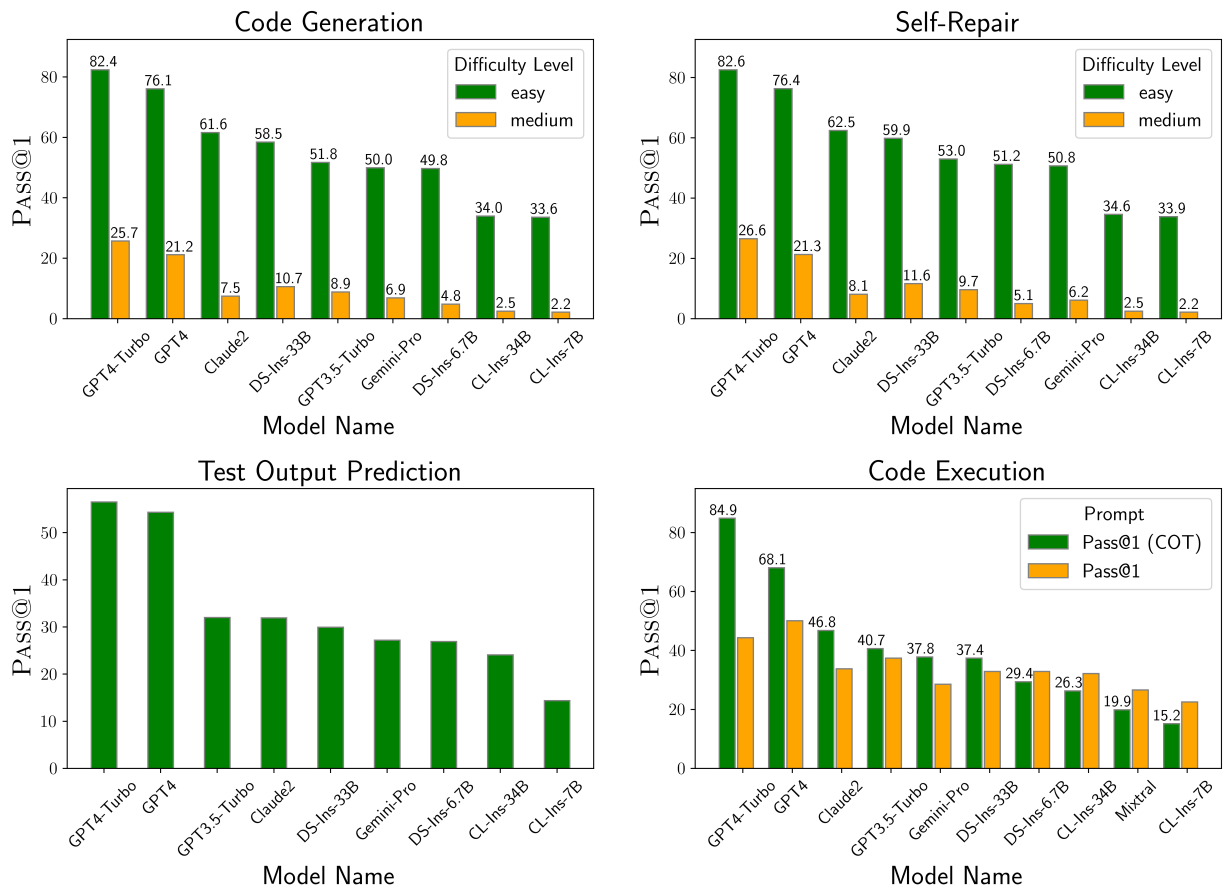 Code Generation
Pass@1
80
60
40
20
0
82.4
76.1
61.6
58.5
51.8
50.0
49.8
34.0
33.6
25.7
21.2
7.5
10.7
8.9
6.9
4.8
2.5
2.2
Difficulty Level
easy
medium
GPT4-Turbo
GPT4
Claude2
DS-Ins-33B
GPT3.5-Turbo
Gemini-Pro
DS-Ins-6.7B
CL-Ins-34B
CL-Ins-7B
Model Name
Self-Repair
Pass@1
80
60
40
20
0
82.6
76.4
62.5
59.9
53.0
51.2
50.8
34.6
33.9
26.6
21.3
8.1
11.6
9.7
5.1
6.2
2.5
2.2
Difficulty Level
easy
medium
GPT4-Turbo
GPT4
Claude2
DS-Ins-33B
GPT3.5-Turbo
DS-Ins-6.7B
Gemini-Pro
CL-Ins-34B
CL-Ins-7B
Model Name
Test Output Prediction
Pass@1
50
40
30
20
10
0
GPT4-Turbo
GPT4
GPT3.5-Turbo
Claude2
DS-Ins-33B
Gemini-Pro
DS-Ins-6.7B
CL-Ins-34B
CL-Ins-7B
Model Name
Code Execution
Pass@1
80
60
40
20
0
84.9
68.1
46.8
40.7
37.8
37.4
29.4
26.3
19.9
15.2
Prompt
Pass@1 (COT)
Pass@1
GPT4-Turbo
GPT4
Claude2
GPT3.5-Turbo
Gemini-Pro
DS-Ins-33B
DS-Ins-6.7B
CL-Ins-34B
Mixtral
CL-Ins-7B
Model Name